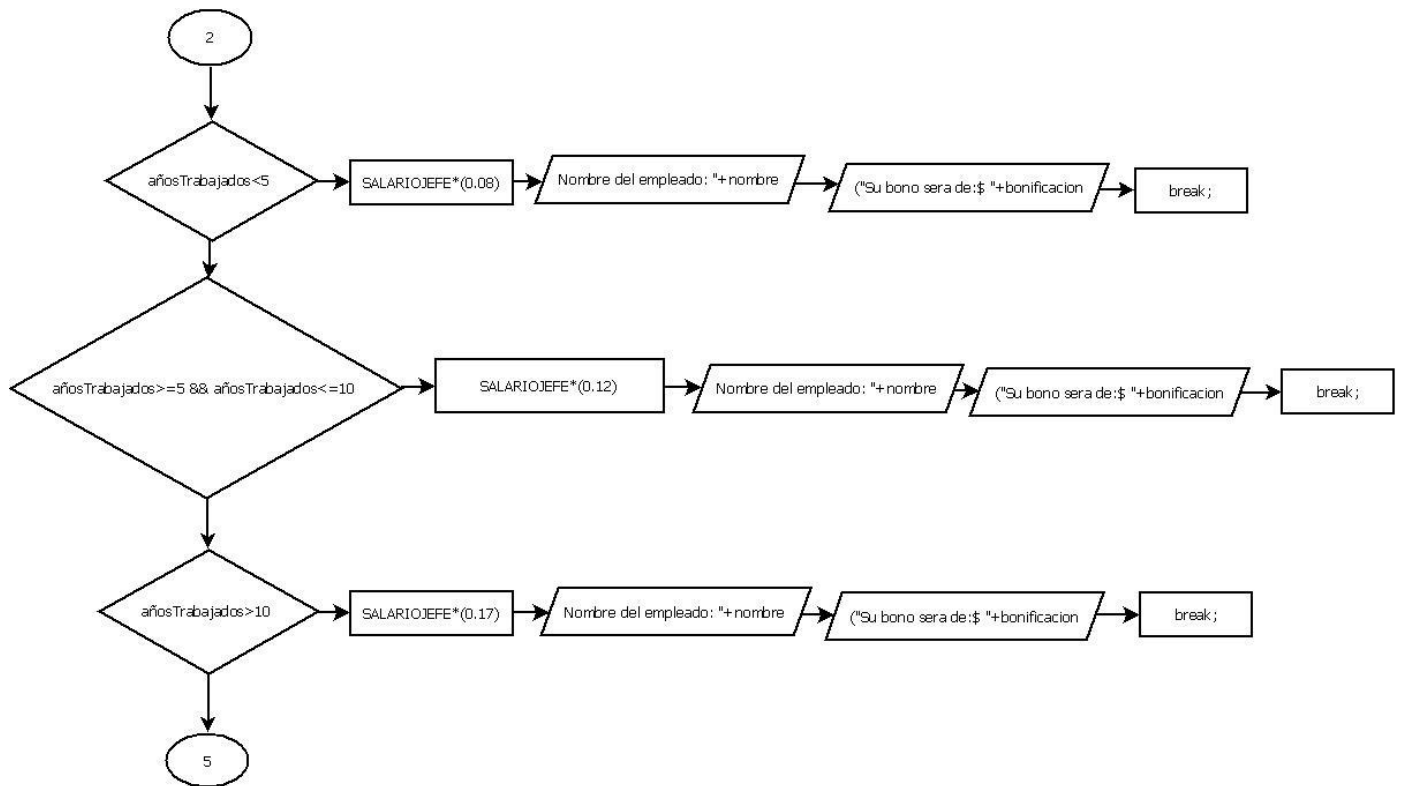 2
añosTrabajados<5
SALARIOJEFE*(0.08)
Nombre del empleado: "+nombre
("Su bono sera de:$ "+bonificacion
break;
añosTrabajados>=5 && añosTrabajados<=10
SALARIOJEFE*(0.12)
Nombre del empleado: "+nombre
("Su bono sera de:$ "+bonificacion
break;
añosTrabajados>10
SALARIOJEFE*(0.17)
Nombre del empleado: "+nombre
("Su bono sera de:$ "+bonificacion
break;
5